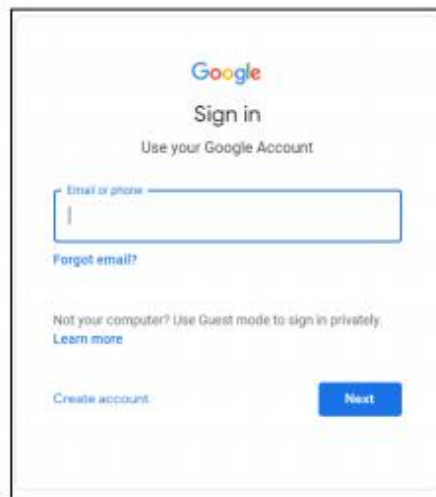 Google
Sign in
Use your Google Account
Email or phone
Forgot email?
Not your computer? Use Guest mode to sign in privately.
Learn more
Create account
Next